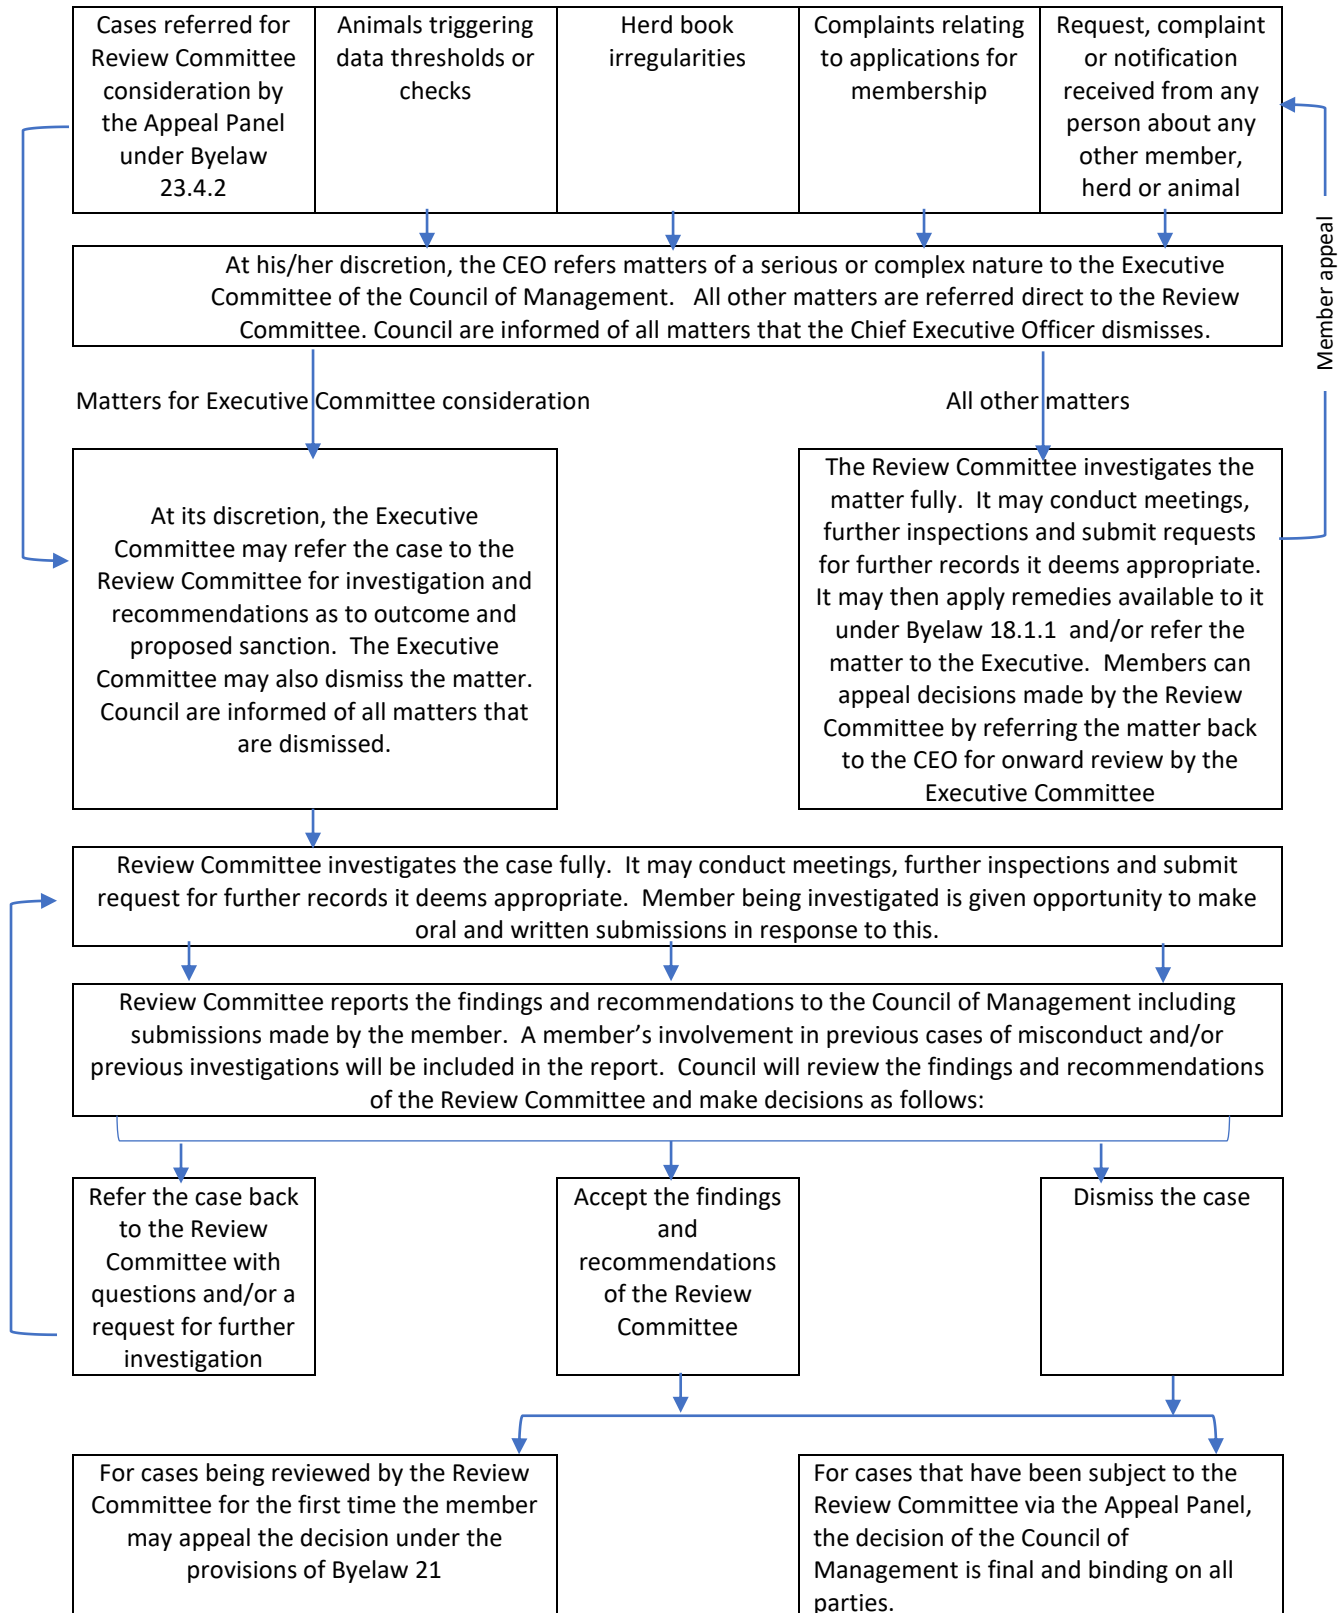 Cases referred for
Review Committee
consideration by
the Appeal Panel
under Byelaw
23.4.2
Animals triggering
data thresholds or
checks
Herd book
irregularities
Complaints relating
to applications for
membership
Request, complaint
or notification
received from any
person about any
other member,
herd or animal
Member appeal
At his/her discretion, the CEO refers matters of a serious or complex nature to the Executive
Committee of the Council of Management.   All other matters are referred direct to the Review
Committee. Council are informed of all matters that the Chief Executive Officer dismisses.
Matters for Executive Committee consideration
All other matters
At its discretion, the Executive
Committee may refer the case to the
Review Committee for investigation and
recommendations as to outcome and
proposed sanction.  The Executive
Committee may also dismiss the matter.
Council are informed of all matters that
are dismissed.
The Review Committee investigates the
matter fully.  It may conduct meetings,
further inspections and submit requests
for further records it deems appropriate.
It may then apply remedies available to it
under Byelaw 18.1.1  and/or refer the
matter to the Executive.  Members can
appeal decisions made by the Review
Committee by referring the matter back
to the CEO for onward review by the
Executive Committee
Review Committee investigates the case fully.  It may conduct meetings, further inspections and submit
request for further records it deems appropriate.  Member being investigated is given opportunity to make
oral and written submissions in response to this.
Review Committee reports the findings and recommendations to the Council of Management including
submissions made by the member.  A member’s involvement in previous cases of misconduct and/or
previous investigations will be included in the report.  Council will review the findings and recommendations
of the Review Committee and make decisions as follows:
Refer the case back
to the Review
Committee with
questions and/or a
request for further
investigation
Accept the findings
and
recommendations
of the Review
Committee
Dismiss the case
For cases being reviewed by the Review
Committee for the first time the member
may appeal the decision under the
provisions of Byelaw 21
For cases that have been subject to the
Review Committee via the Appeal Panel,
the decision of the Council of
Management is final and binding on all
parties.